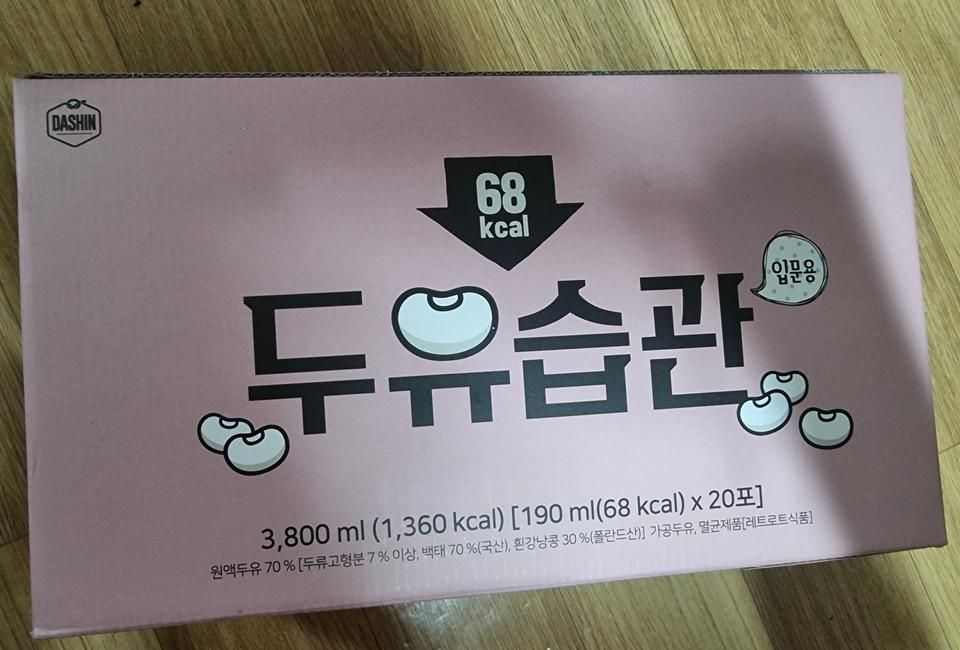 DASHIN
68
kcal
입문용
두유습관
3,800 ml (1,360 kcal) [190 ml(68 kcal) x 20포]
원액두유 70 % [두류고형분 7 % 이상, 백태 70 %(국산), 흰강낭콩 30 %(폴란드산)] 가공두유, 멸균제품[레트로트식품]